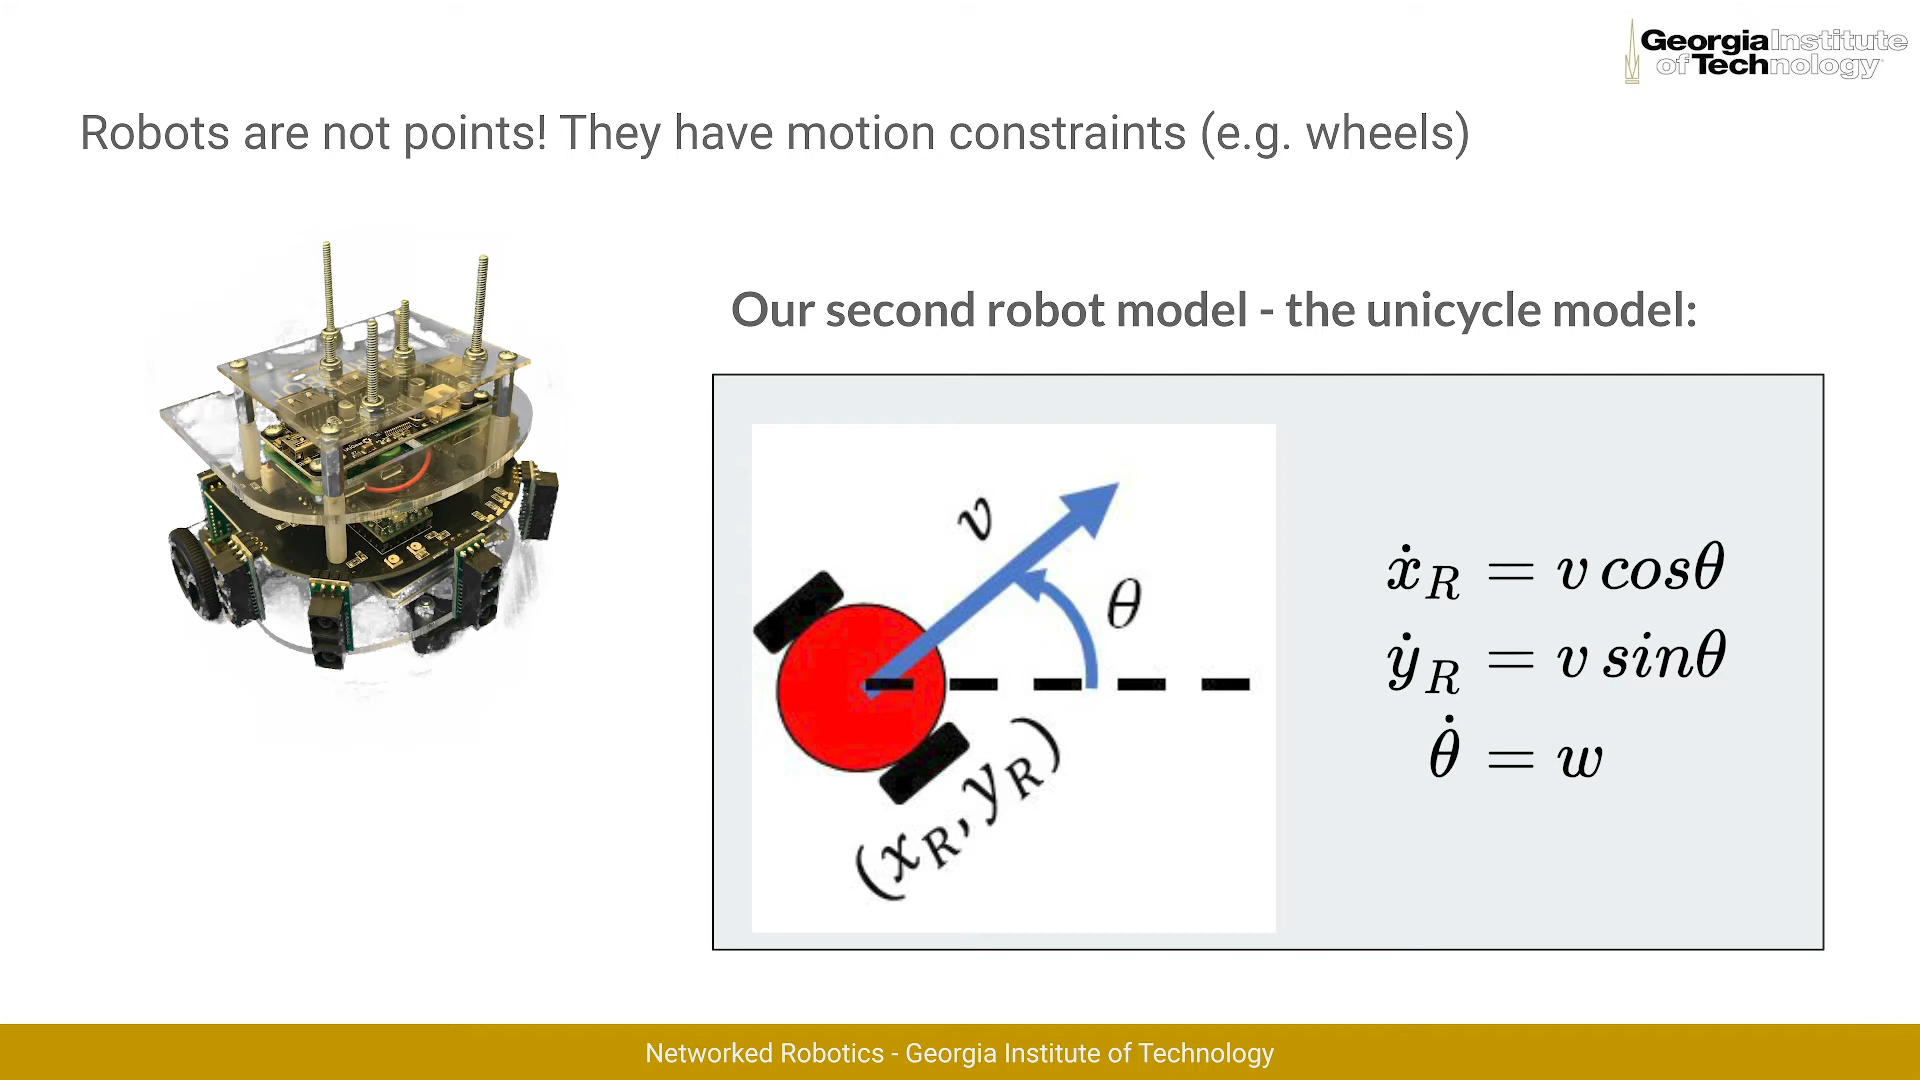 Georgia Institute
of Technology
Robots are not points! They have motion constraints (e.g. wheels)
Our second robot model - the unicycle model:
v
θ
(x_R, y_R)
ẋ_R = v cosθ
ẏ_R = v sinθ
θ̇ = w
Networked Robotics - Georgia Institute of Technology